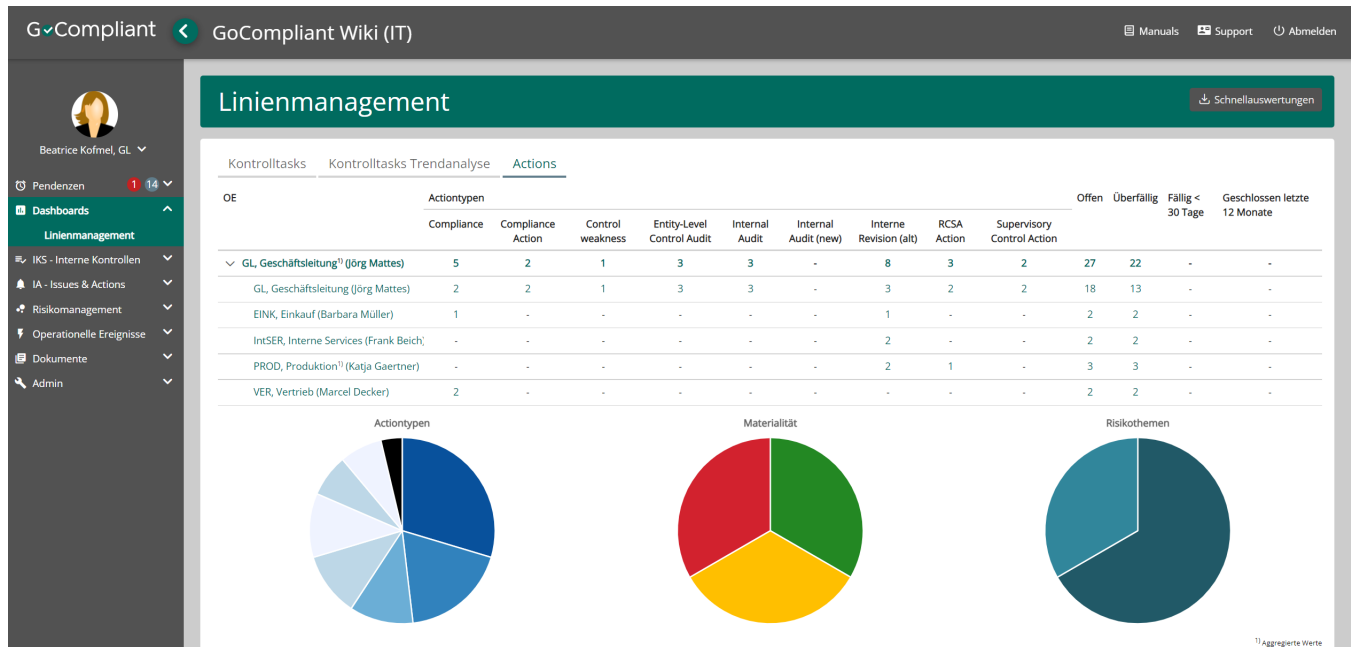 GoCompliant
GoCompliant Wiki (IT)
Manuals Support Abmelden
Linienmanagement
Schnellauswertungen
Beatrice Kofmel, GL
Pendenzen 1 14
Dashboards
Linienmanagement
IKS - Interne Kontrollen
IA - Issues & Actions
Risikomanagement
Operationelle Ereignisse
Dokumente
Admin
Kontrolltasks Kontrolltasks Trendanalyse Actions
OE Actiontypen Offen Überfällig Fällig < 30 Tage Geschlossen letzte 12 Monate
Compliance Compliance Action Control weakness Entity-Level Control Audit Internal Audit Internal Audit (new) Interne Revision (alt) RCSA Action Supervisory Control Action
GL, Geschäftsleitung¹⁾ (Jörg Mattes) 5 2 1 3 3 - 8 3 2 27 22 - -
GL, Geschäftsleitung (Jörg Mattes) 2 2 1 3 3 - 3 2 2 18 13 - -
EINK, Einkauf (Barbara Müller) 1 - - - - - 1 - - 2 2 - -
IntSER, Interne Services (Frank Beich) - - - - - - 2 - - 2 2 - -
PROD, Produktion¹⁾ (Katja Gaertner) - - - - - - 2 1 - 3 3 - -
VER, Vertrieb (Marcel Decker) 2 - - - - - - - - 2 2 - -
Actiontypen Materialität Risikothemen
¹⁾ Aggregierte Werte